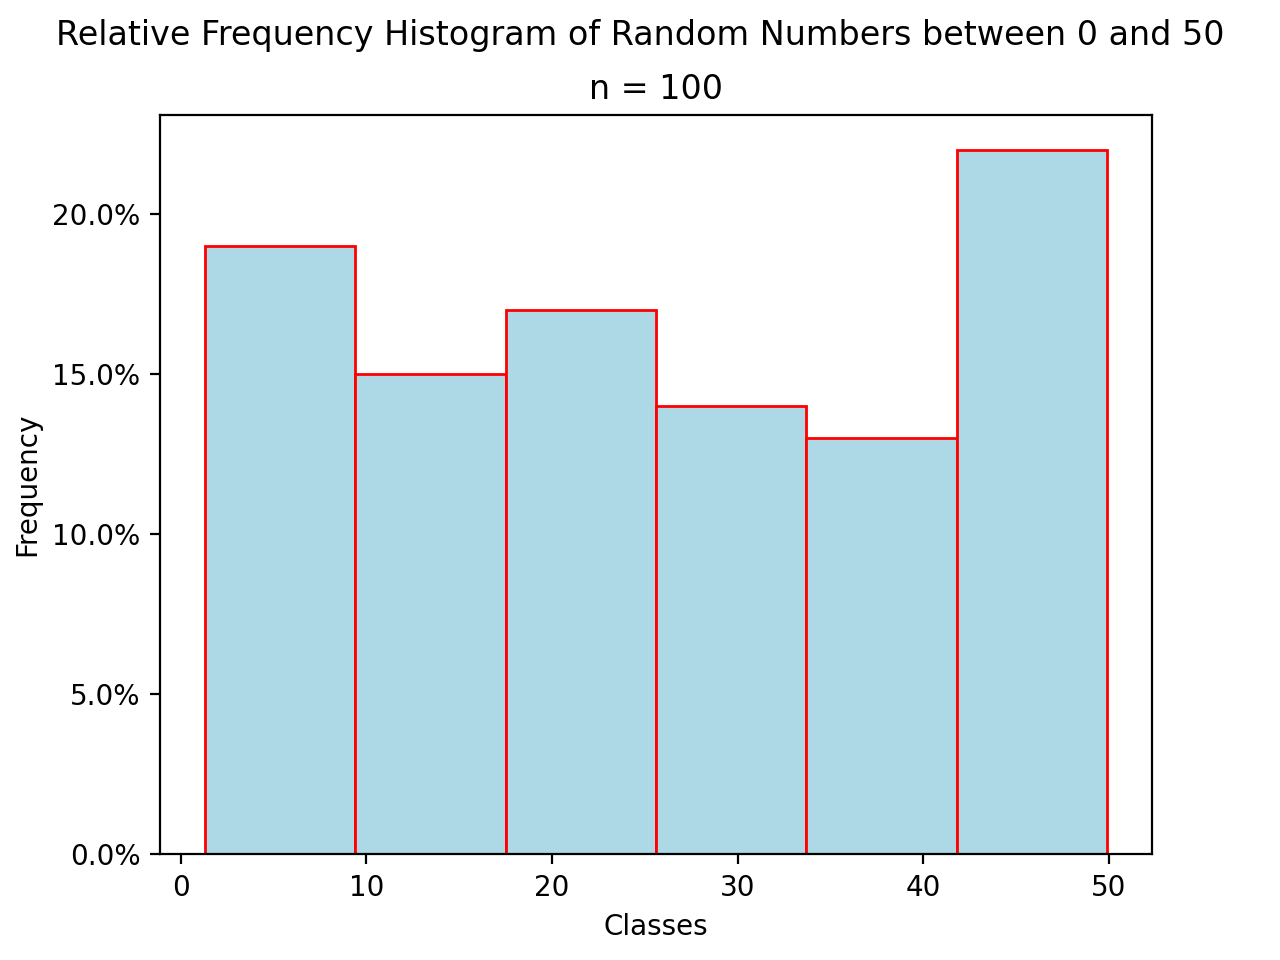 Relative Frequency Histogram of Random Numbers between 0 and 50
n = 100
20.0%
15.0%
10.0%
5.0%
0.0%
Frequency
0 10 20 30 40 50
Classes